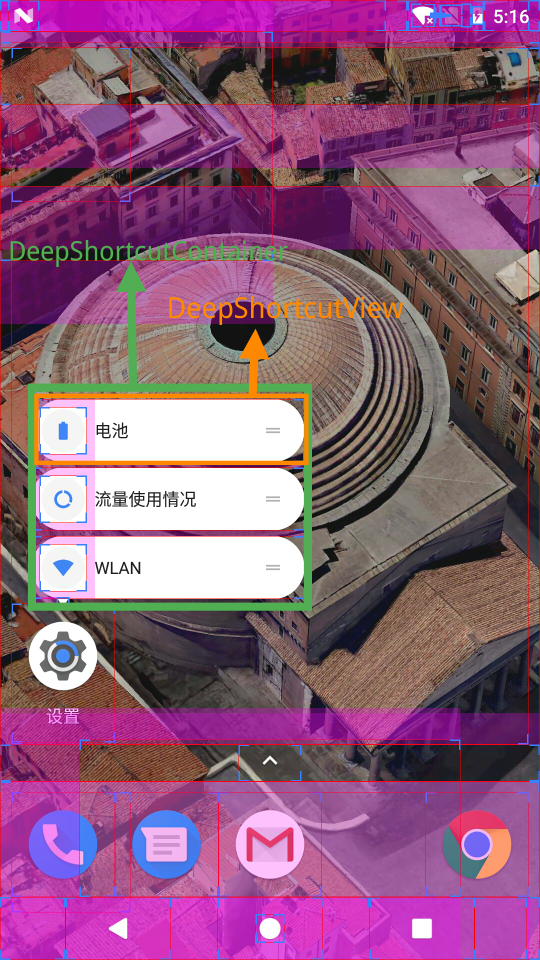 5:16
DeepShortcutContainer
DeepShortcutView
电池
流量使用情况
WLAN
设置